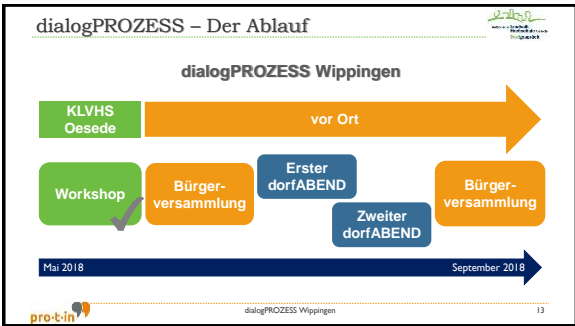 dialogPROZESS – Der Ablauf
dialogPROZESS Wippingen
KLVHS
Oesede
vor Ort
Workshop
Bürger-
versammlung
Erster
dorfABEND
Zweiter
dorfABEND
Bürger-
versammlung
Mai 2018
September 2018
pro-t-in
dialogPROZESS Wippingen
13